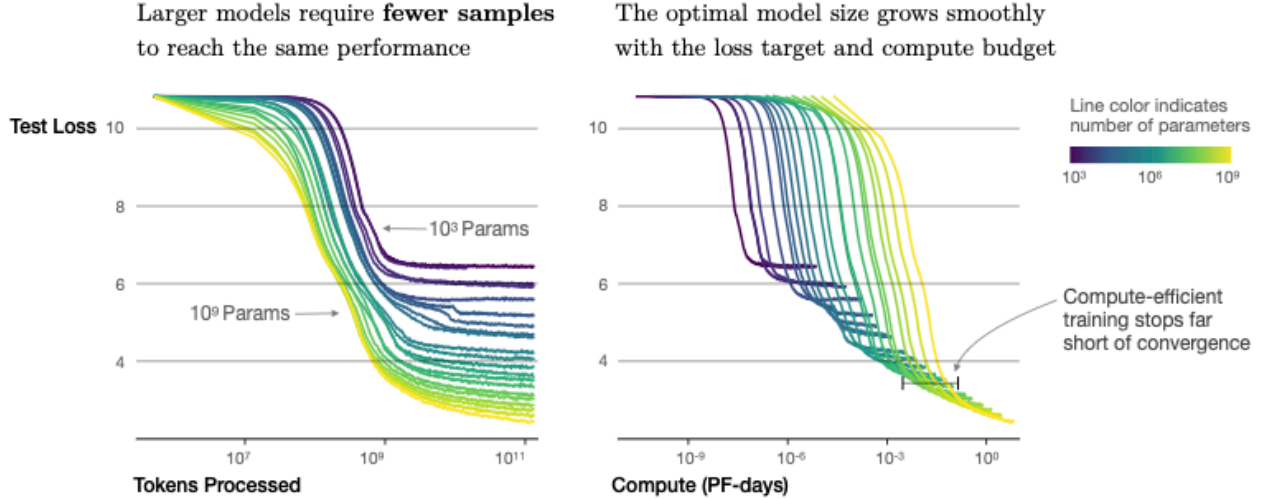 Larger models require fewer samples
to reach the same performance
The optimal model size grows smoothly
with the loss target and compute budget
Test Loss
10
8
6
4
10³ Params
10⁹ Params
10⁷
10⁹
10¹¹
Tokens Processed
10
8
6
4
10⁻⁹
10⁻⁶
10⁻³
10⁰
Compute (PF-days)
Line color indicates
number of parameters
10³
10⁶
10⁹
Compute-efficient
training stops far
short of convergence